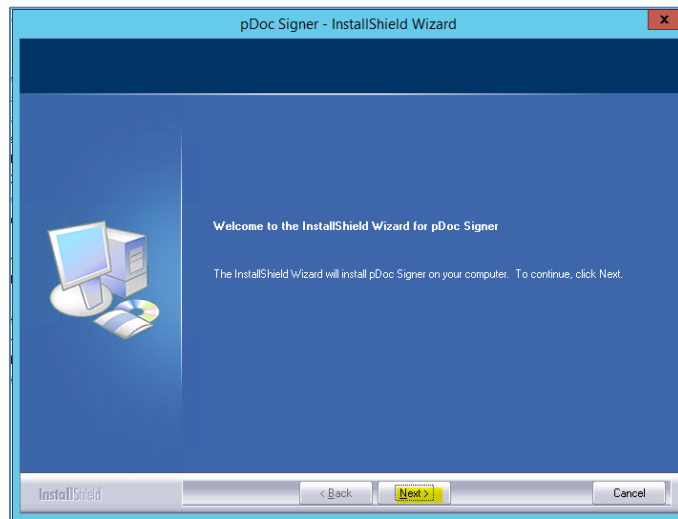 pDoc Signer - InstallShield Wizard
x
Welcome to the InstallShield Wizard for pDoc Signer
The InstallShield Wizard will install pDoc Signer on your computer. To continue, click Next.
InstallShield
< Back
Next >
Cancel